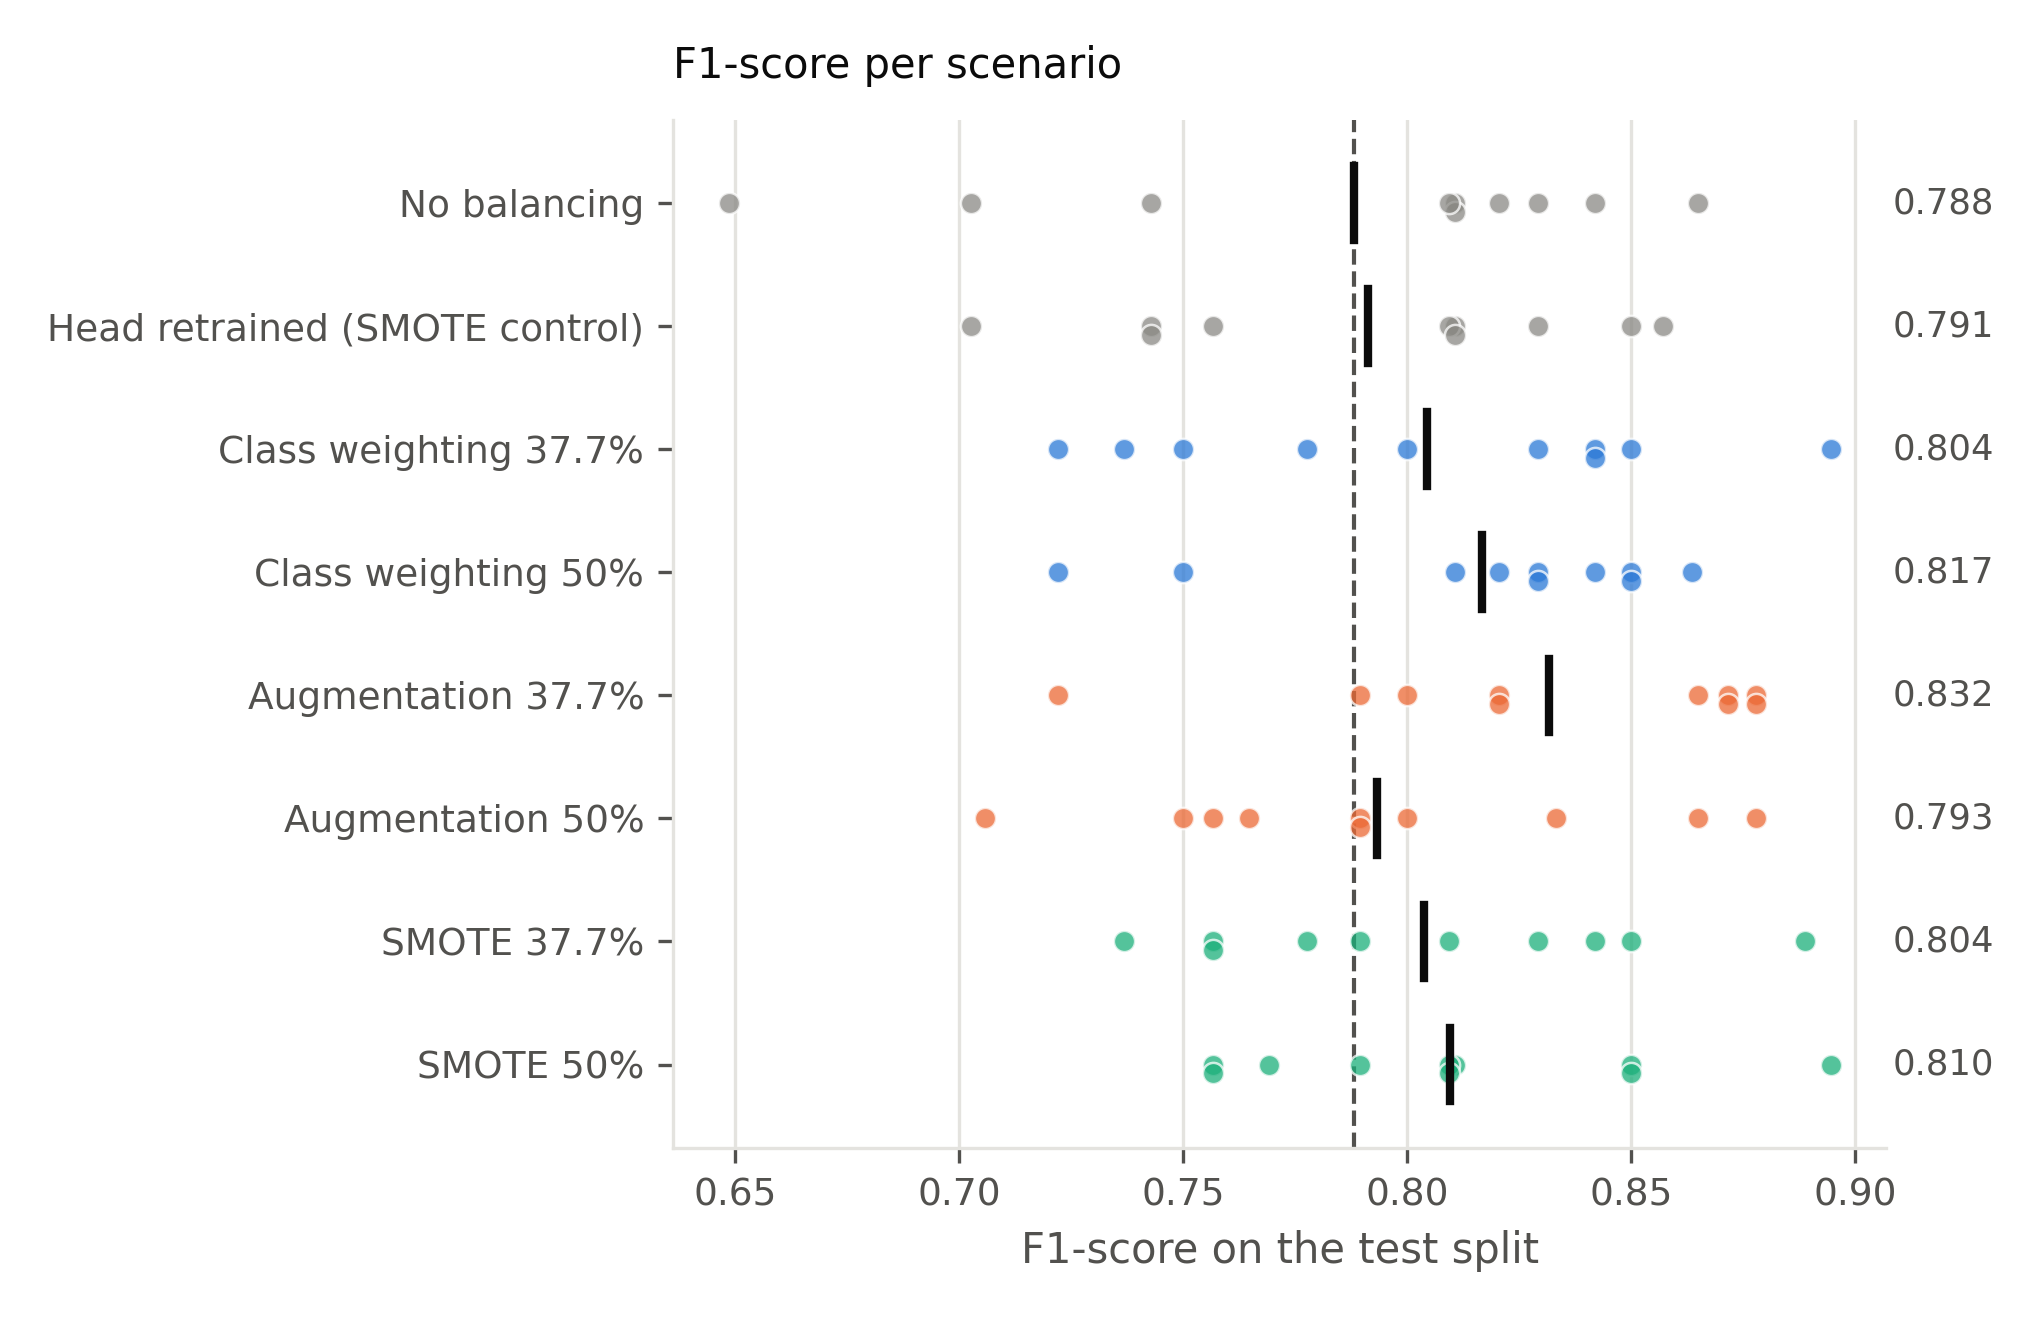 F1-score per scenario
No balancing 0.788
Head retrained (SMOTE control) 0.791
Class weighting 37.7% 0.804
Class weighting 50% 0.817
Augmentation 37.7% 0.832
Augmentation 50% 0.793
SMOTE 37.7% 0.804
SMOTE 50% 0.810
0.65 0.70 0.75 0.80 0.85 0.90
F1-score on the test split